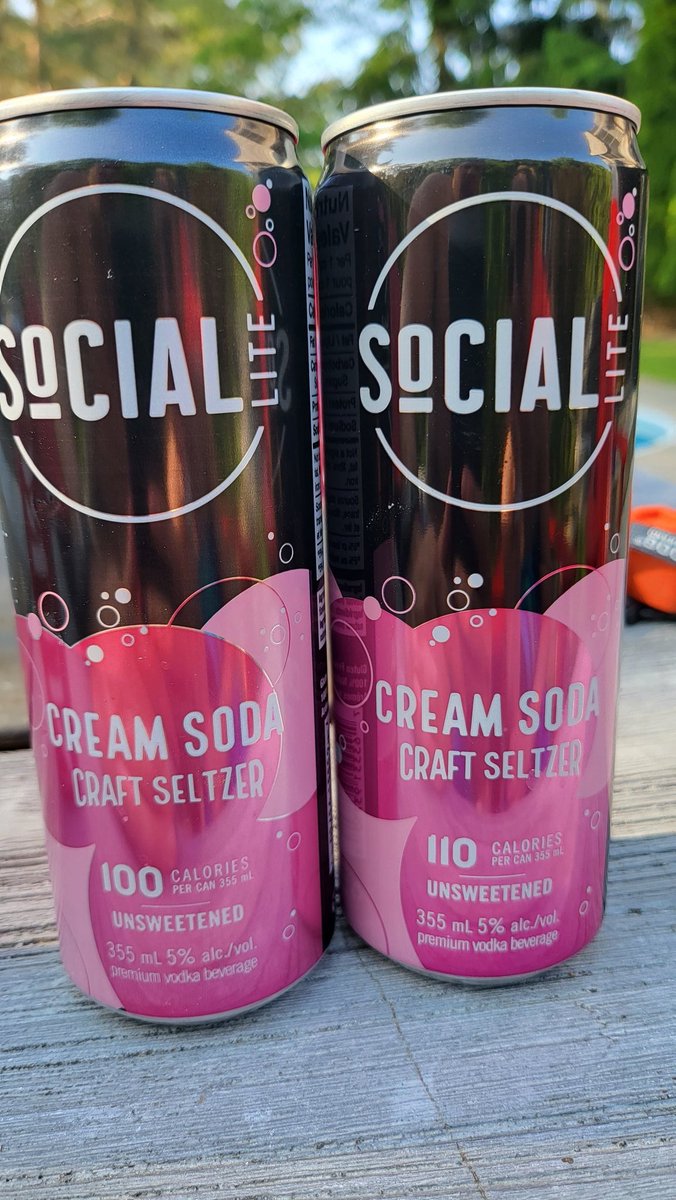 SoCIAL
LITE
CREAM SODA
CRAFT SELTZER
100 CALORIES
PER CAN 355 mL
UNSWEETENED
355 mL 5% alc./vol.
premium vodka beverage
SoCIAL
LITE
CREAM SODA
CRAFT SELTZER
110 CALORIES
PER CAN 355 mL
UNSWEETENED
355 mL 5% alc./vol.
premium vodka beverage